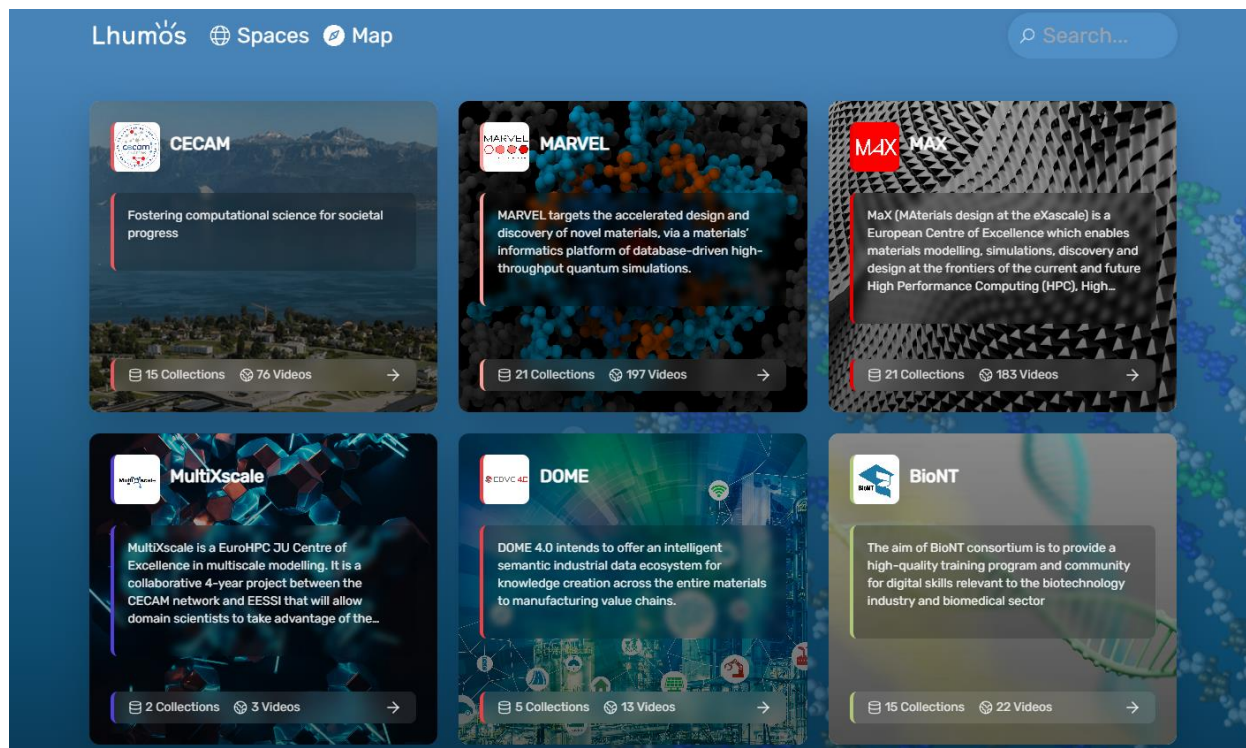 Lhumos Spaces Map Search...
cecam
CECAM
Fostering computational science for societal
progress
15 Collections 76 Videos
MARVEL
MARVEL
MARVEL targets the accelerated design and
discovery of novel materials, via a materials'
informatics platform of database-driven high-
throughput quantum simulations.
21 Collections 197 Videos
MAX
MAX
MaX (MAterials design at the eXascale) is a
European Centre of Excellence which enables
materials modelling, simulations, discovery and
design at the frontiers of the current and future
High Performance Computing (HPC), High...
21 Collections 183 Videos
MultiXscale
MultiXscale
MultiXscale is a EuroHPC JU Centre of
Excellence in multiscale modelling. It is a
collaborative 4-year project between the
CECAM network and EESSI that will allow
domain scientists to take advantage of the...
2 Collections 3 Videos
DOME
DOME 4.0 intends to offer an intelligent
semantic industrial data ecosystem for
knowledge creation across the entire materials
to manufacturing value chains.
5 Collections 13 Videos
BioNT
BioNT
The aim of BioNT consortium is to provide a
high-quality training program and community
for digital skills relevant to the biotechnology
industry and biomedical sector
15 Collections 22 Videos